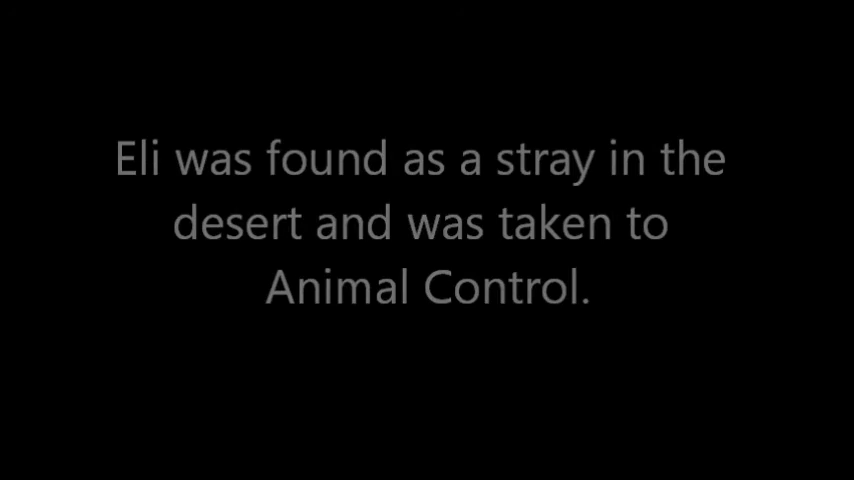 Eli was found as a stray in the
desert and was taken to
Animal Control.